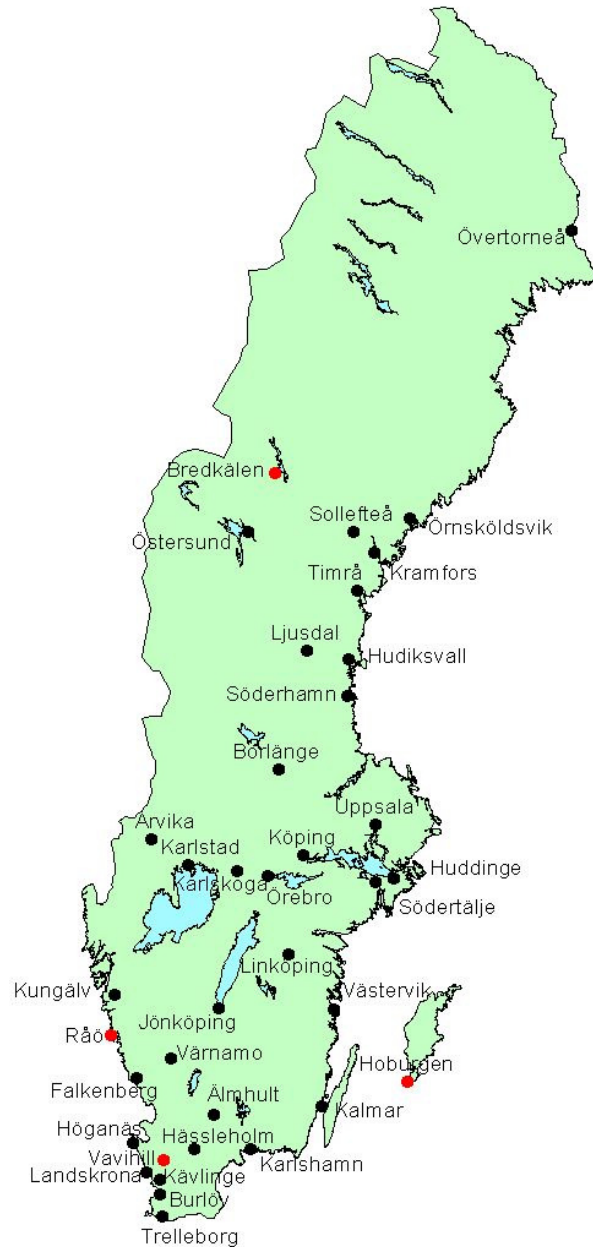 Övertorneå
Bredkälen
Sollefteå
Örnsköldsvik
Östersund
Kramfors
Timrå
Ljusdal
Hudiksvall
Söderhamn
Borlänge
Uppsala
Arvika
Köping
Karlstad
Huddinge
Karlskoga
Örebro
Södertälje
Linköping
Kungälv
Västervik
Jönköping
Råö
Värnamo
Hoburgen
Falkenberg
Älmhult
Kalmar
Höganäs
Hässleholm
Vavihill
Karlshamn
Landskrona
Kävlinge
Burlöv
Trelleborg